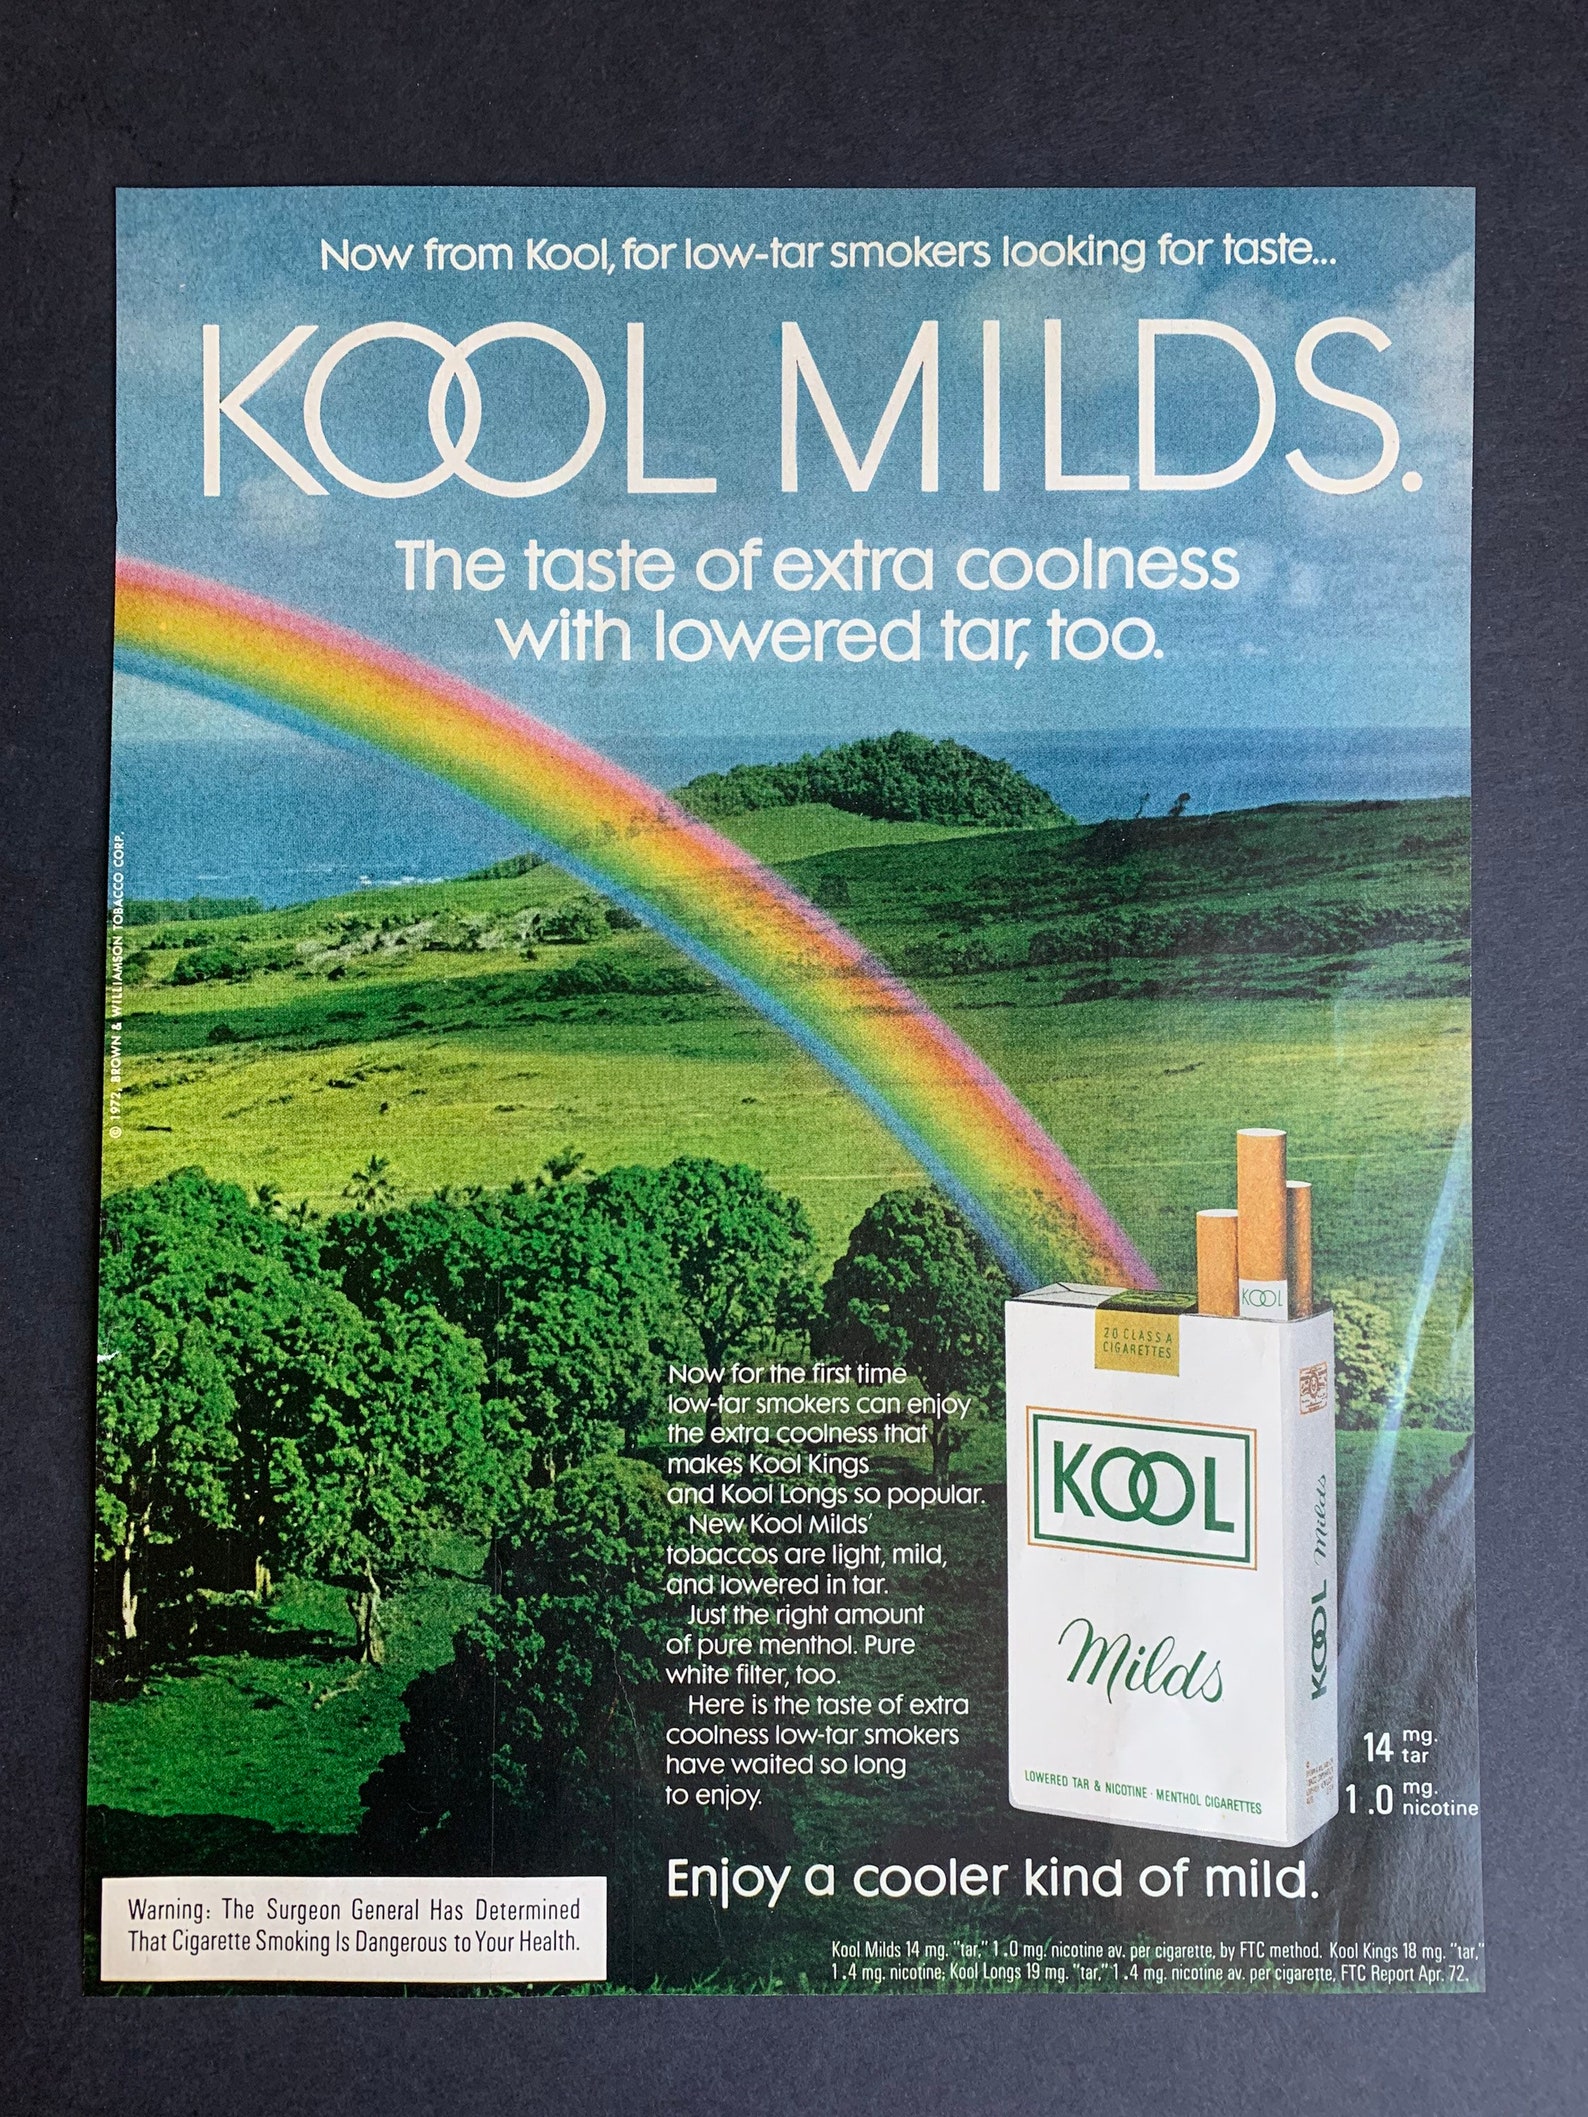 Now from Kool, for low-tar smokers looking for taste...
KOOL MILDS.
The taste of extra coolness
with lowered tar, too.
© 1972, BROWN & WILLIAMSON TOBACCO CORP.
Now for the first time
low-tar smokers can enjoy
the extra coolness that
makes Kool Kings
and Kool Longs so popular.
New Kool Milds'
tobaccos are light, mild,
and lowered in tar.
Just the right amount
of pure menthol. Pure
white filter, too.
Here is the taste of extra
coolness low-tar smokers
have waited so long
to enjoy.
KOOL
20 CLASS A
CIGARETTES
KOOL
Milds
LOWERED TAR & NICOTINE · MENTHOL CIGARETTES
KOOL Milds
14 mg. tar
1.0 mg. nicotine
Enjoy a cooler kind of mild.
Warning: The Surgeon General Has Determined
That Cigarette Smoking Is Dangerous to Your Health.
Kool Milds 14 mg. "tar," 1.0 mg. nicotine av. per cigarette, by FTC method. Kool Kings 18 mg. "tar,"
1.4 mg. nicotine; Kool Longs 19 mg. "tar," 1.4 mg. nicotine av. per cigarette, FTC Report Apr. 72.